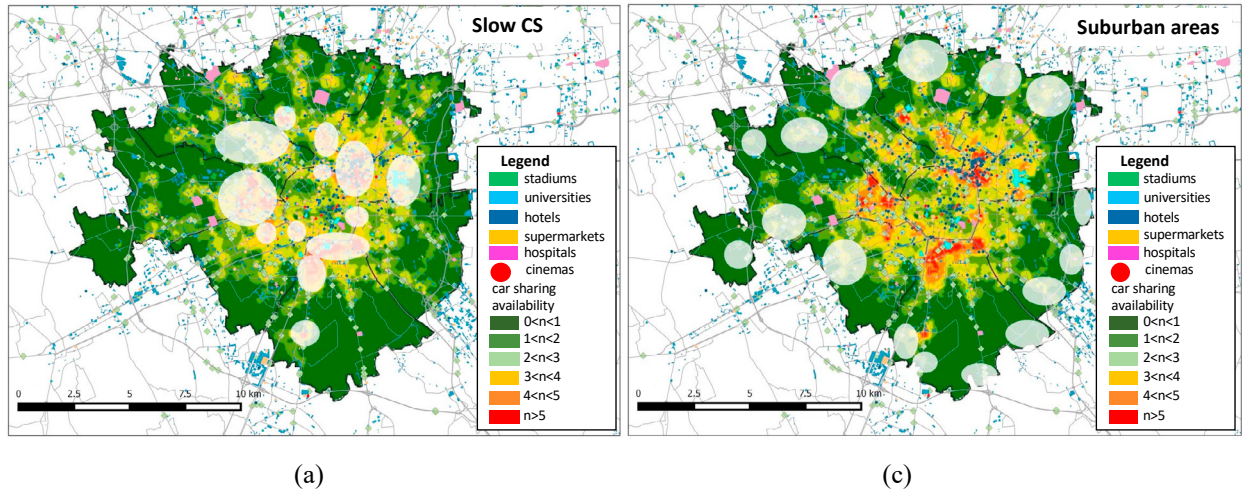 Slow CS
Legend
stadiums
universities
hotels
supermarkets
hospitals
cinemas
car sharing
availability
0<n<1
1<n<2
2<n<3
3<n<4
4<n<5
n>5
0 2.5 5 7.5 10 km
(a)
Suburban areas
Legend
stadiums
universities
hotels
supermarkets
hospitals
cinemas
car sharing
availability
0<n<1
1<n<2
2<n<3
3<n<4
4<n<5
n>5
0 2.5 5 7.5 10 km
(c)